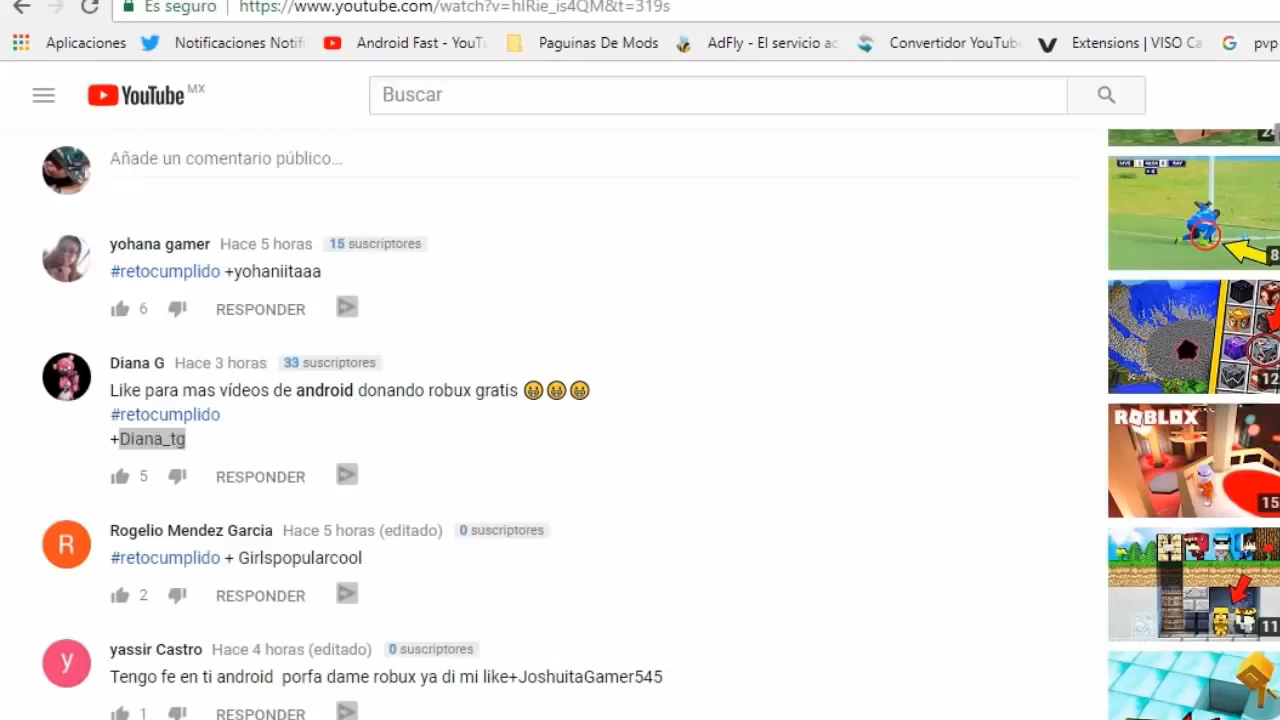 Es seguro https://www.youtube.com/watch?v=hlRie_is4QM&t=319s
Aplicaciones Notificaciones Notifi Android Fast - YouTu Paguinas De Mods AdFly - El servicio ac Convertidor YouTub Extensions | VISO Ca pvp
YouTube MX
Buscar
Añade un comentario público...
yohana gamer Hace 5 horas 15 suscriptores
#retocumplido +yohaniitaaa
6 RESPONDER
Diana G Hace 3 horas 33 suscriptores
Like para mas vídeos de android donando robux gratis
#retocumplido
+Diana_tg
5 RESPONDER
Rogelio Mendez Garcia Hace 5 horas (editado) 0 suscriptores
R
#retocumplido + Girlspopularcool
2 RESPONDER
yassir Castro Hace 4 horas (editado) 0 suscriptores
y
Tengo fe en ti android porfa dame robux ya di mi like+JoshuitaGamer545
1 RESPONDER
8
12
ROBLOX
15
11